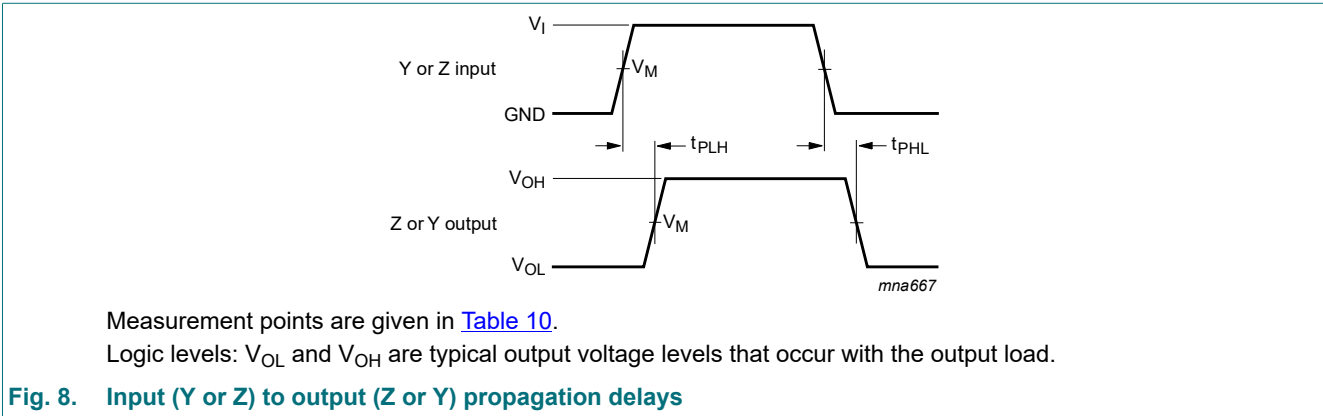 VI
Y or Z input
VM
GND
tPLH
tPHL
VOH
Z or Y output
VM
VOL
mna667
Measurement points are given in Table 10.
Logic levels: VOL and VOH are typical output voltage levels that occur with the output load.
Fig. 8. Input (Y or Z) to output (Z or Y) propagation delays